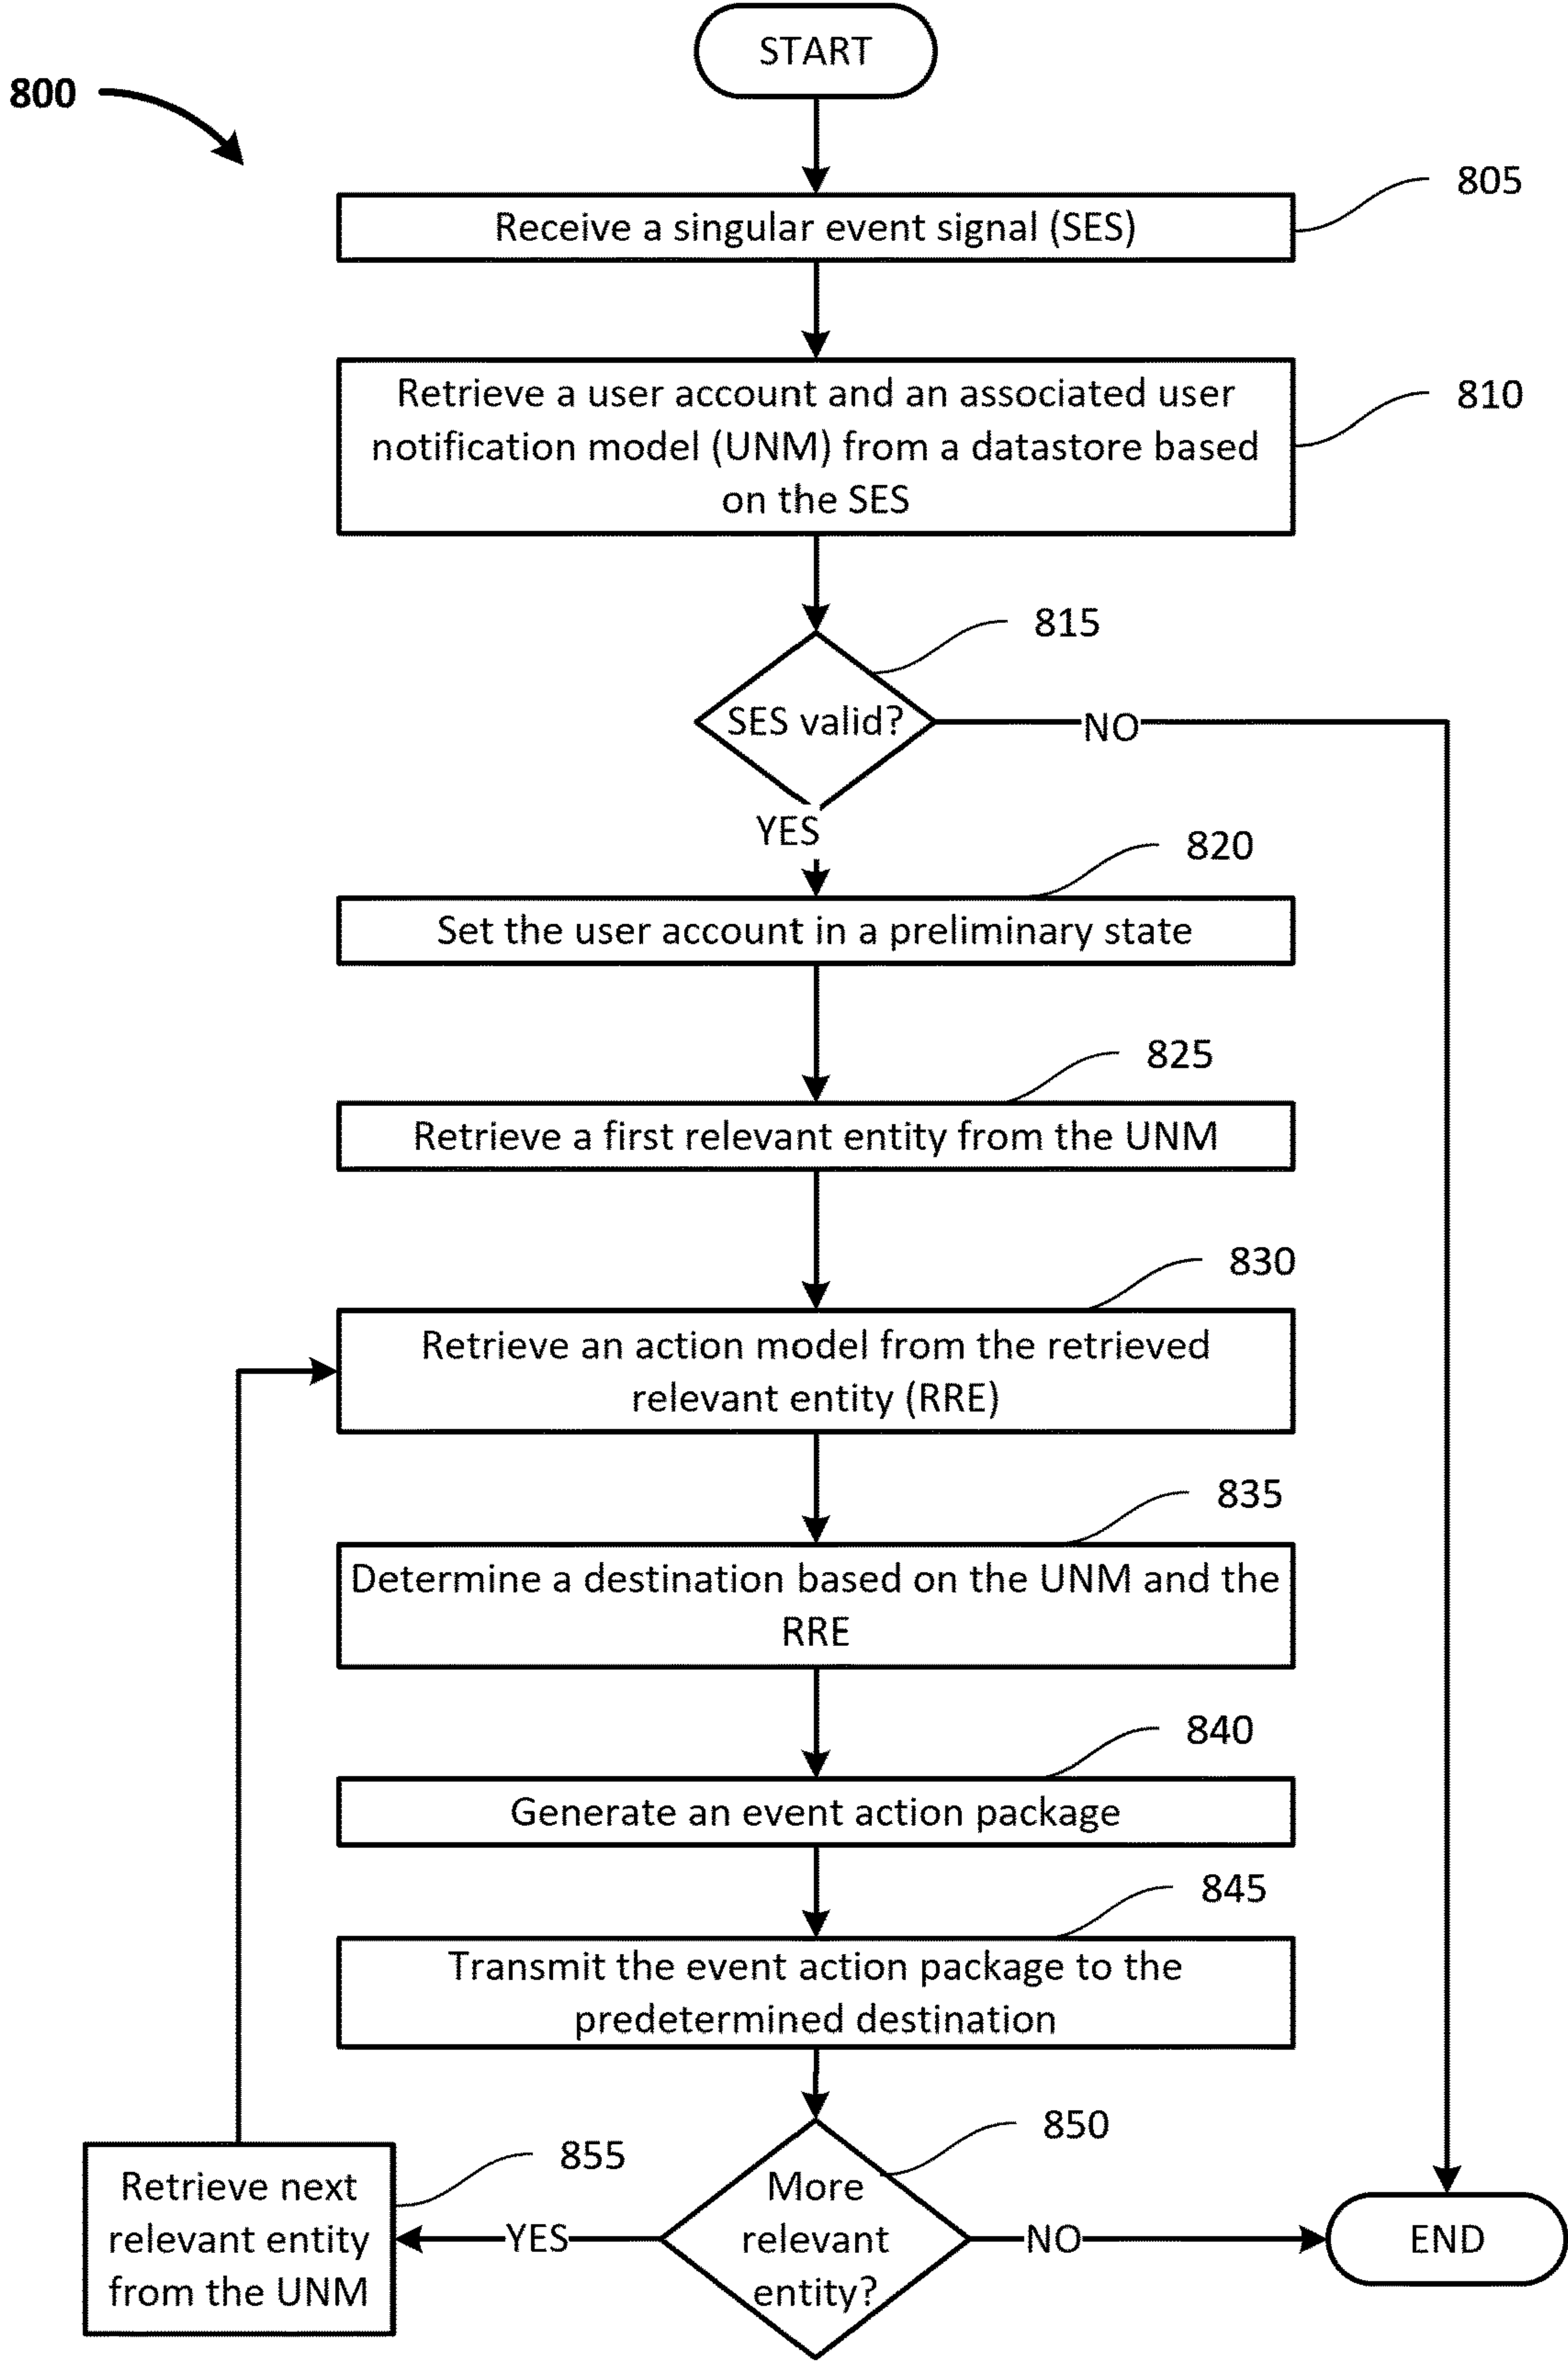 START
800
805
Receive a singular event signal (SES)
810
Retrieve a user account and an associated user
notification model (UNM) from a datastore based
on the SES
815
SES valid?
NO
YES
820
Set the user account in a preliminary state
825
Retrieve a first relevant entity from the UNM
830
Retrieve an action model from the retrieved
relevant entity (RRE)
835
Determine a destination based on the UNM and the
RRE
840
Generate an event action package
845
Transmit the event action package to the
predetermined destination
850
More
relevant
entity?
YES
NO
855
Retrieve next
relevant entity
from the UNM
END